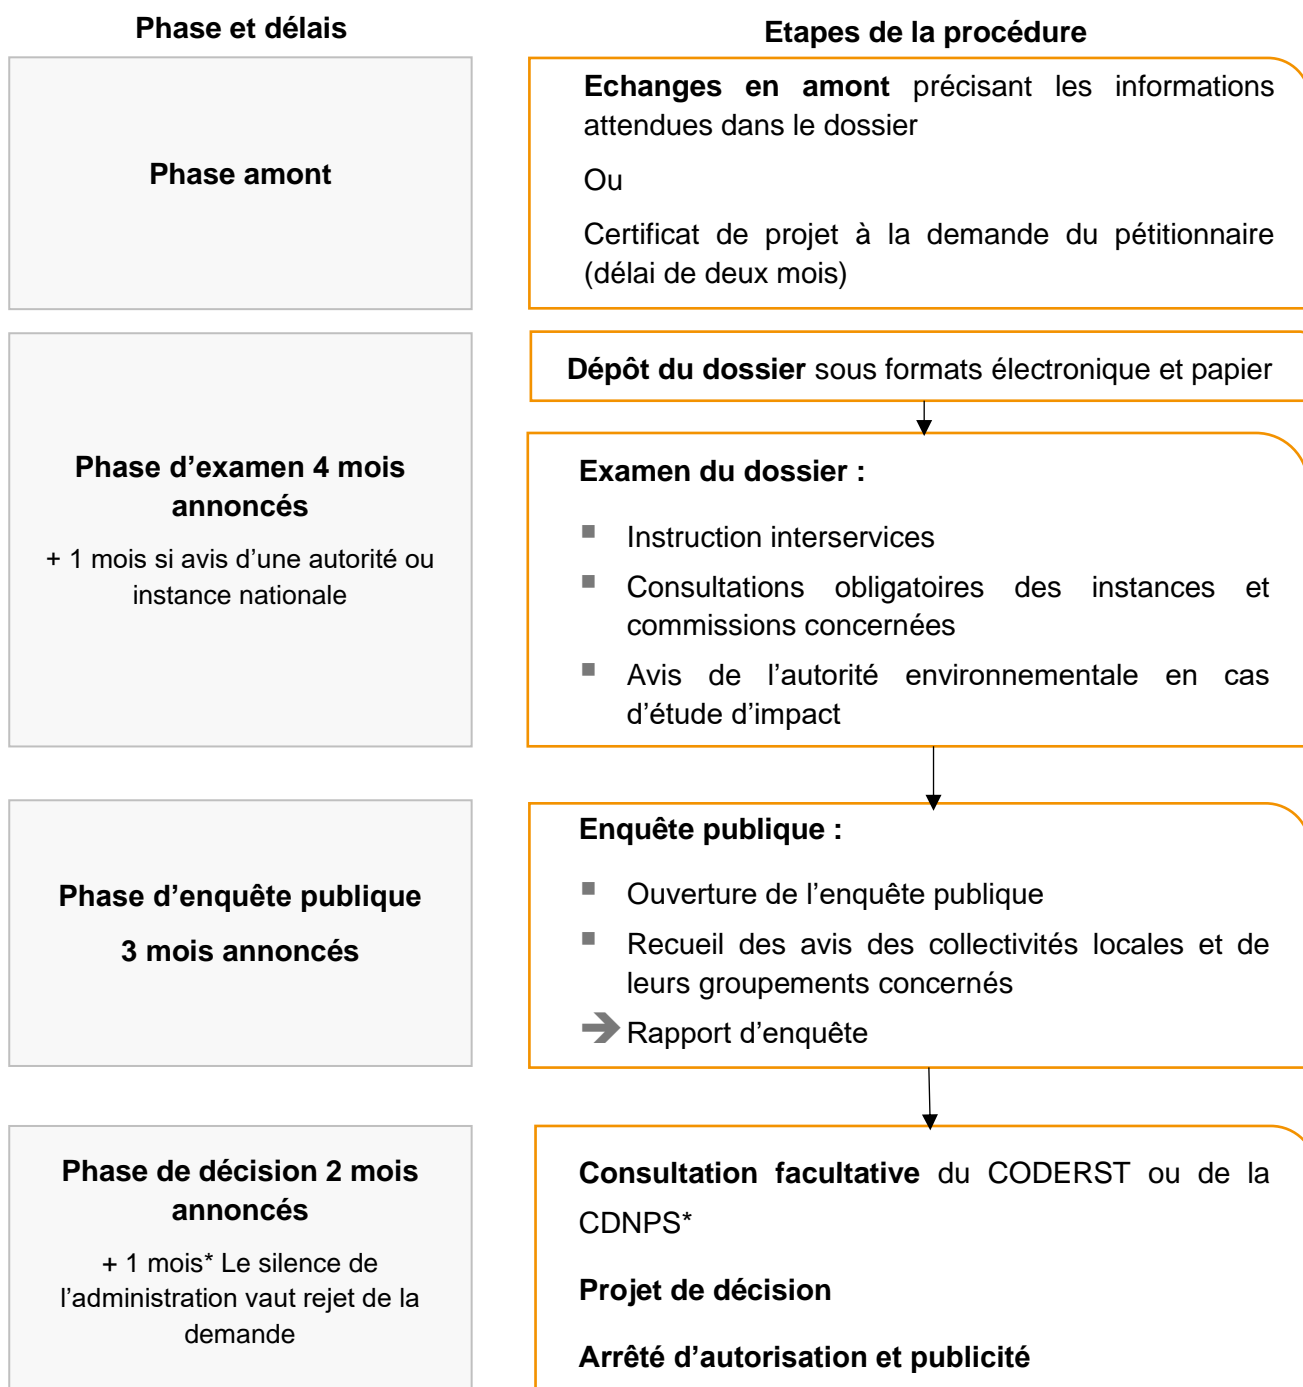 Phase et délais
Etapes de la procédure
Phase amont
Echanges en amont précisant les informations
attendues dans le dossier
Ou
Certificat de projet à la demande du pétitionnaire
(délai de deux mois)
Phase d’examen 4 mois
annoncés
+ 1 mois si avis d’une autorité ou
instance nationale
Dépôt du dossier sous formats électronique et papier
Examen du dossier :
Instruction interservices
Consultations obligatoires des instances et
commissions concernées
Avis de l’autorité environnementale en cas
d’étude d’impact
Phase d’enquête publique
3 mois annoncés
Enquête publique :
Ouverture de l’enquête publique
Recueil des avis des collectivités locales et de
leurs groupements concernés
Rapport d’enquête
Phase de décision 2 mois
annoncés
+ 1 mois* Le silence de
l’administration vaut rejet de la
demande
Consultation facultative du CODERST ou de la
CDNPS*
Projet de décision
Arrêté d’autorisation et publicité